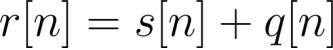 r[n] = s[n] + q[n]